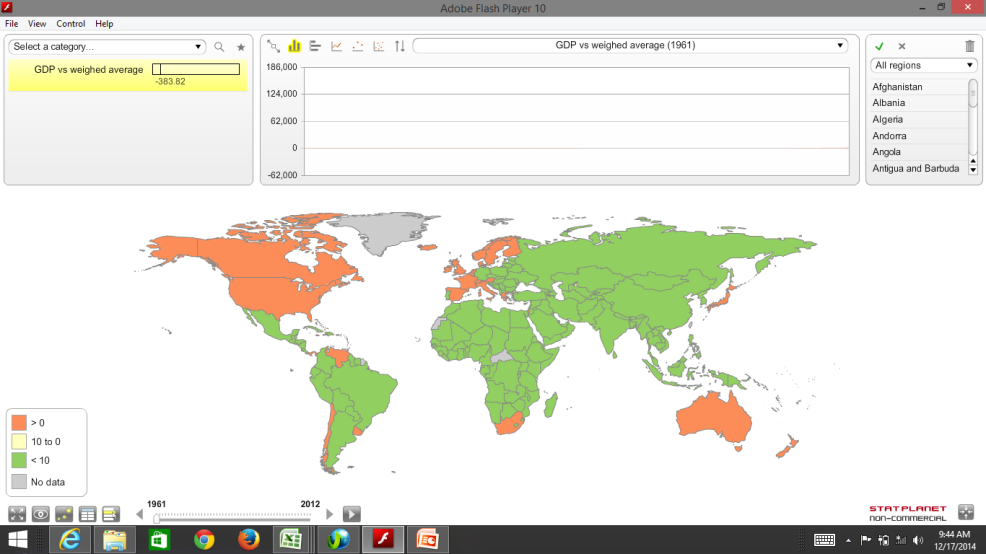 Adobe Flash Player 10
File View Control Help
Select a category...
GDP vs weighed average
-383.82
GDP vs weighed average (1961)
186,000
124,000
62,000
0
-62,000
All regions
Afghanistan
Albania
Algeria
Andorra
Angola
Antigua and Barbuda
> 0
10 to 0
< 10
No data
1961 2012
STAT PLANET
NON-COMMERCIAL
9:44 AM
12/17/2014